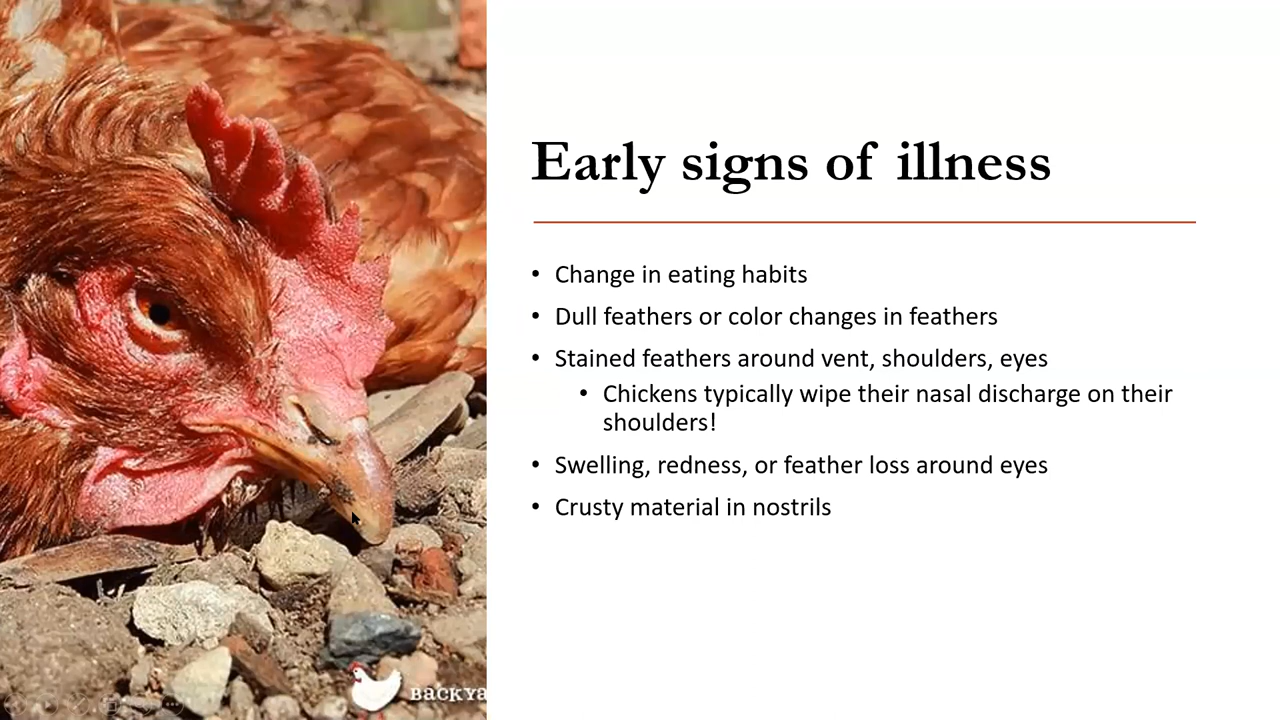 Early signs of illness
• Change in eating habits
• Dull feathers or color changes in feathers
• Stained feathers around vent, shoulders, eyes
• Chickens typically wipe their nasal discharge on their
shoulders!
• Swelling, redness, or feather loss around eyes
• Crusty material in nostrils
BACKYA